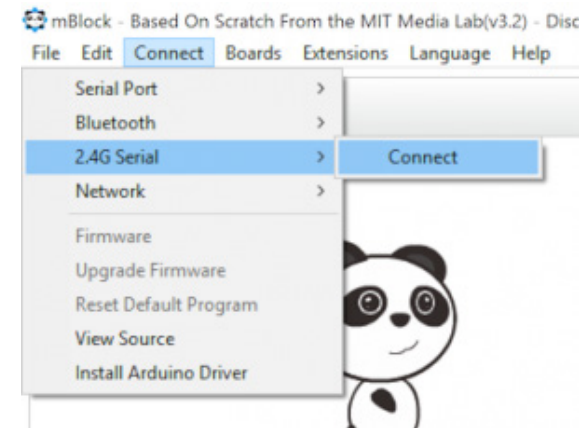 mBlock - Based On Scratch From the MIT Media Lab(v3.2) - Disc
File Edit Connect Boards Extensions Language Help
Serial Port
Bluetooth
2.4G Serial
Connect
Network
Firmware
Upgrade Firmware
Reset Default Program
View Source
Install Arduino Driver